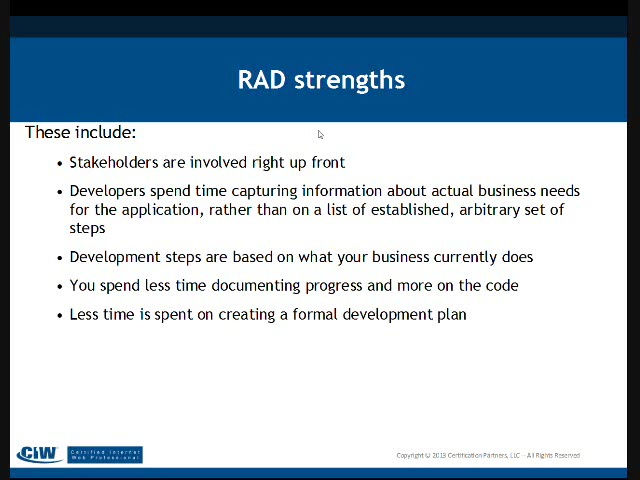 RAD strengths
These include:
• Stakeholders are involved right up front
• Developers spend time capturing information about actual business needs
for the application, rather than on a list of established, arbitrary set of
steps
• Development steps are based on what your business currently does
• You spend less time documenting progress and more on the code
• Less time is spent on creating a formal development plan
CIW
Certified Internet
Web Professional
Copyright © 2013 Certification Partners, LLC – All Rights Reserved